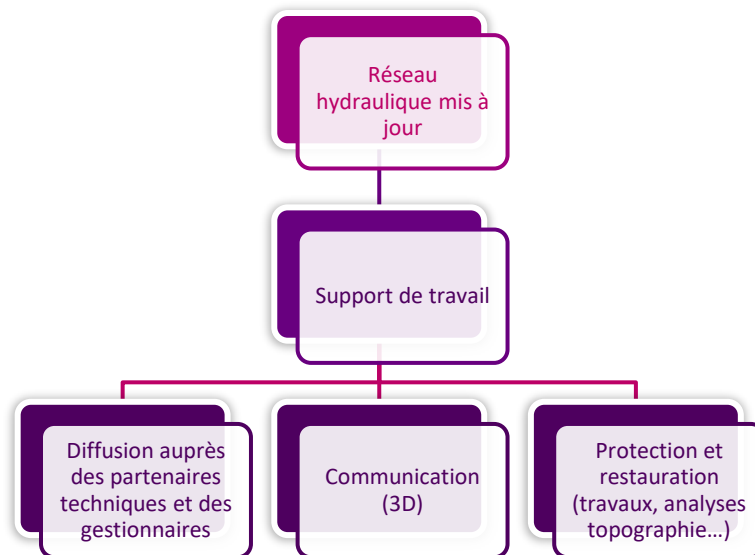 Réseau
hydraulique mis à
jour
Support de travail
Diffusion auprès
des partenaires
techniques et des
gestionnaires
Communication
(3D)
Protection et
restauration
(travaux, analyses
topographie…)